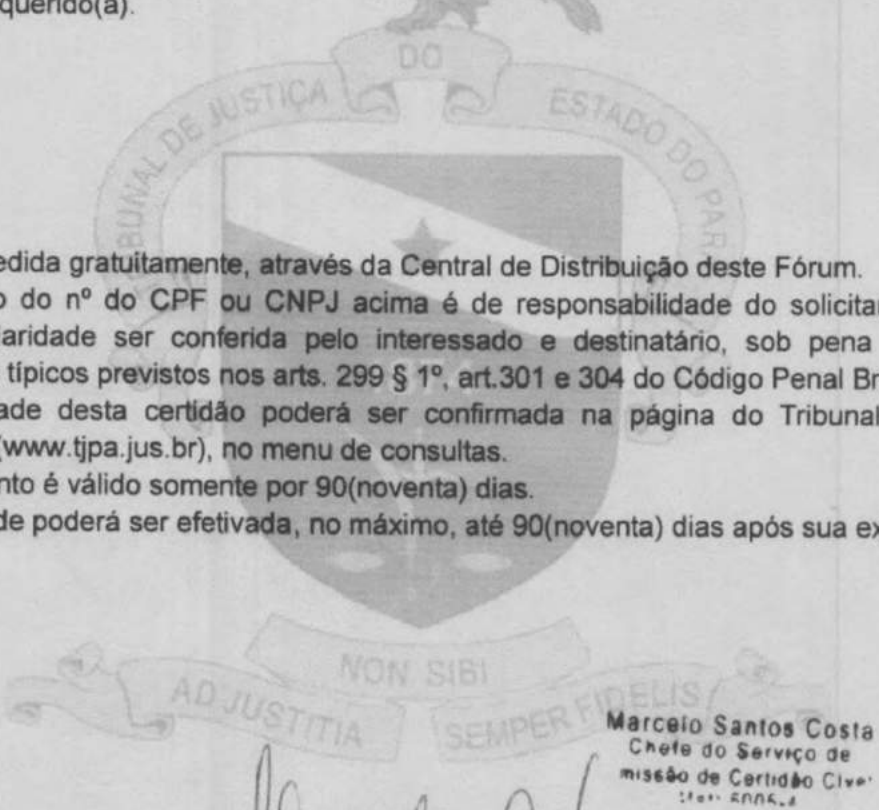 querido(a).
DO
TRIBUNAL DE JUSTIÇA
ESTADO DO PAR
edida gratuitamente, através da Central de Distribuição deste Fórum.
o do nº do CPF ou CNPJ acima é de responsabilidade do solicitan
laridade ser conferida pelo interessado e destinatário, sob pena
típicos previstos nos arts. 299 § 1º, art.301 e 304 do Código Penal Br
ade desta certidão poderá ser confirmada na página do Tribunal
(www.tjpa.jus.br), no menu de consultas.
nto é válido somente por 90(noventa) dias.
de poderá ser efetivada, no máximo, até 90(noventa) dias após sua ex
NON SIBI
AD JUSTITIA
SEMPER FIDELIS
Marcelo Santos Costa
Chefe do Serviço de
missão de Certidão